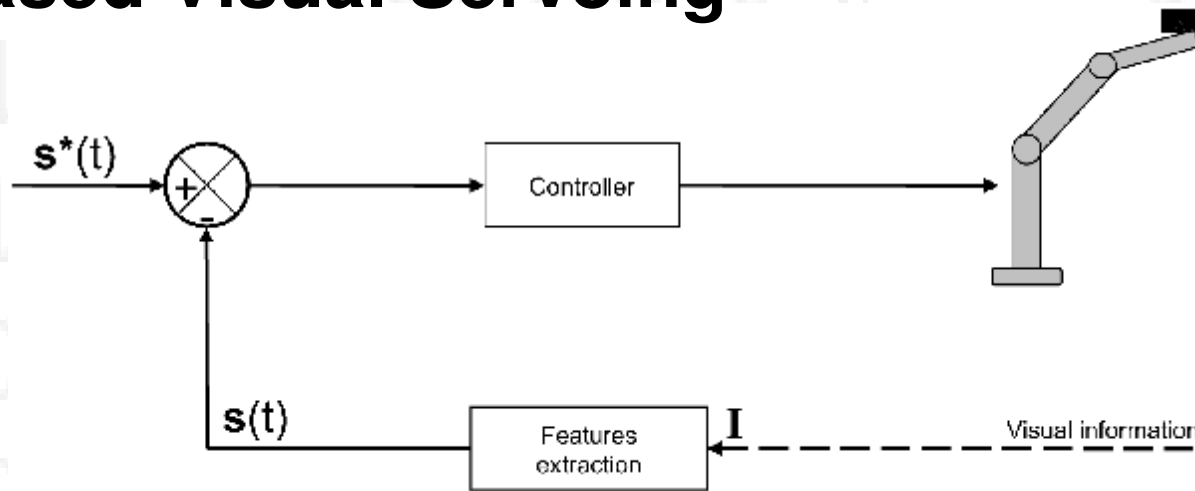 ased Visual Servoing
s*(t)
+
-
Controller
s(t)
Features
extraction
I
Visual information